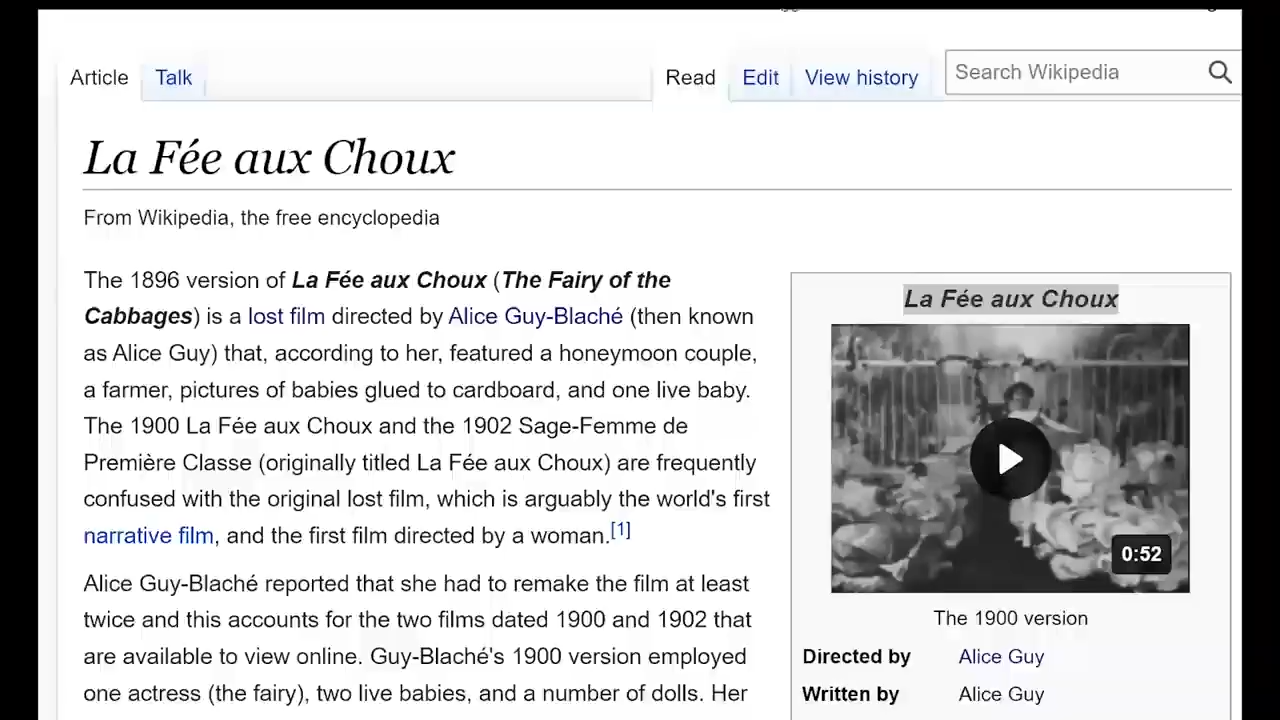 Article Talk Read Edit View history Search Wikipedia
La Fée aux Choux
From Wikipedia, the free encyclopedia
The 1896 version of La Fée aux Choux (The Fairy of the
Cabbages) is a lost film directed by Alice Guy-Blaché (then known
as Alice Guy) that, according to her, featured a honeymoon couple,
a farmer, pictures of babies glued to cardboard, and one live baby.
The 1900 La Fée aux Choux and the 1902 Sage-Femme de
Première Classe (originally titled La Fée aux Choux) are frequently
confused with the original lost film, which is arguably the world's first
narrative film, and the first film directed by a woman.[1]
Alice Guy-Blaché reported that she had to remake the film at least
twice and this accounts for the two films dated 1900 and 1902 that
are available to view online. Guy-Blaché's 1900 version employed
one actress (the fairy), two live babies, and a number of dolls. Her
La Fée aux Choux
0:52
The 1900 version
Directed by Alice Guy
Written by Alice Guy